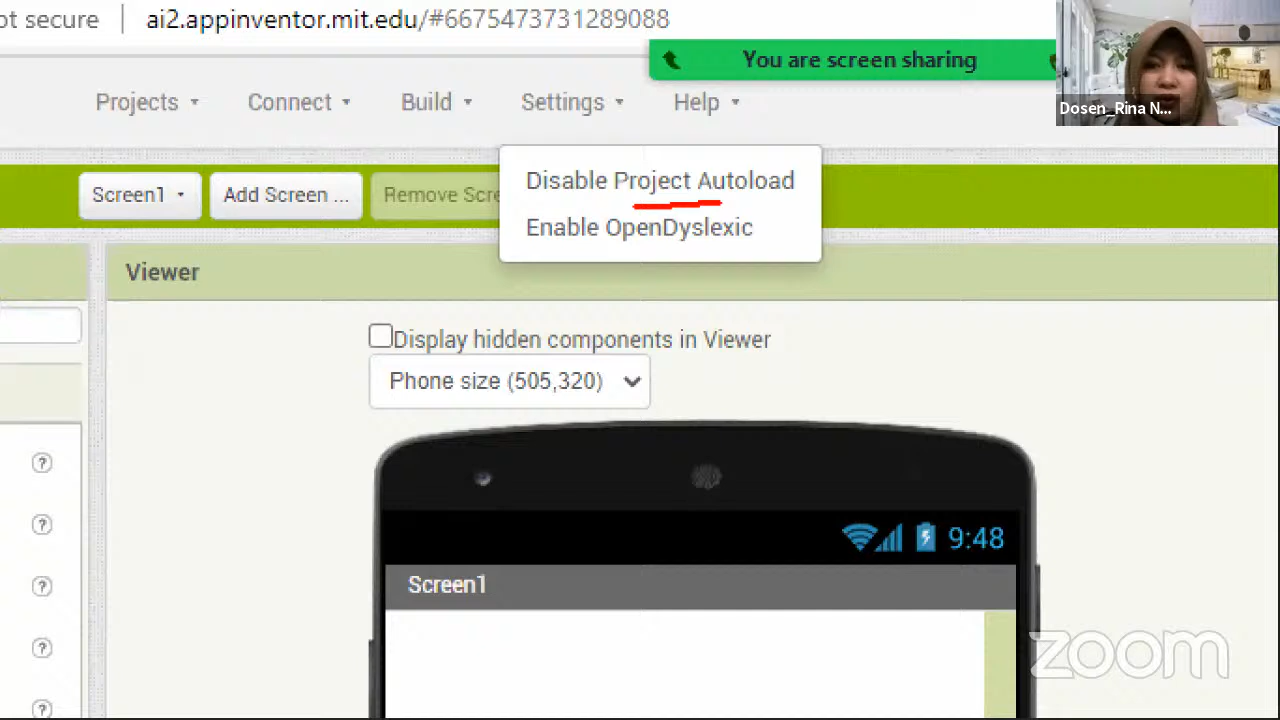 ot secure
ai2.appinventor.mit.edu/#6675473731289088
You are screen sharing
Dosen_Rina N...
Projects
Connect
Build
Settings
Help
Disable Project Autoload
Enable OpenDyslexic
Screen1
Add Screen ...
Remove Scre
Viewer
Display hidden components in Viewer
Phone size (505,320)
?
?
9:48
Screen1
?
?
?
zoom